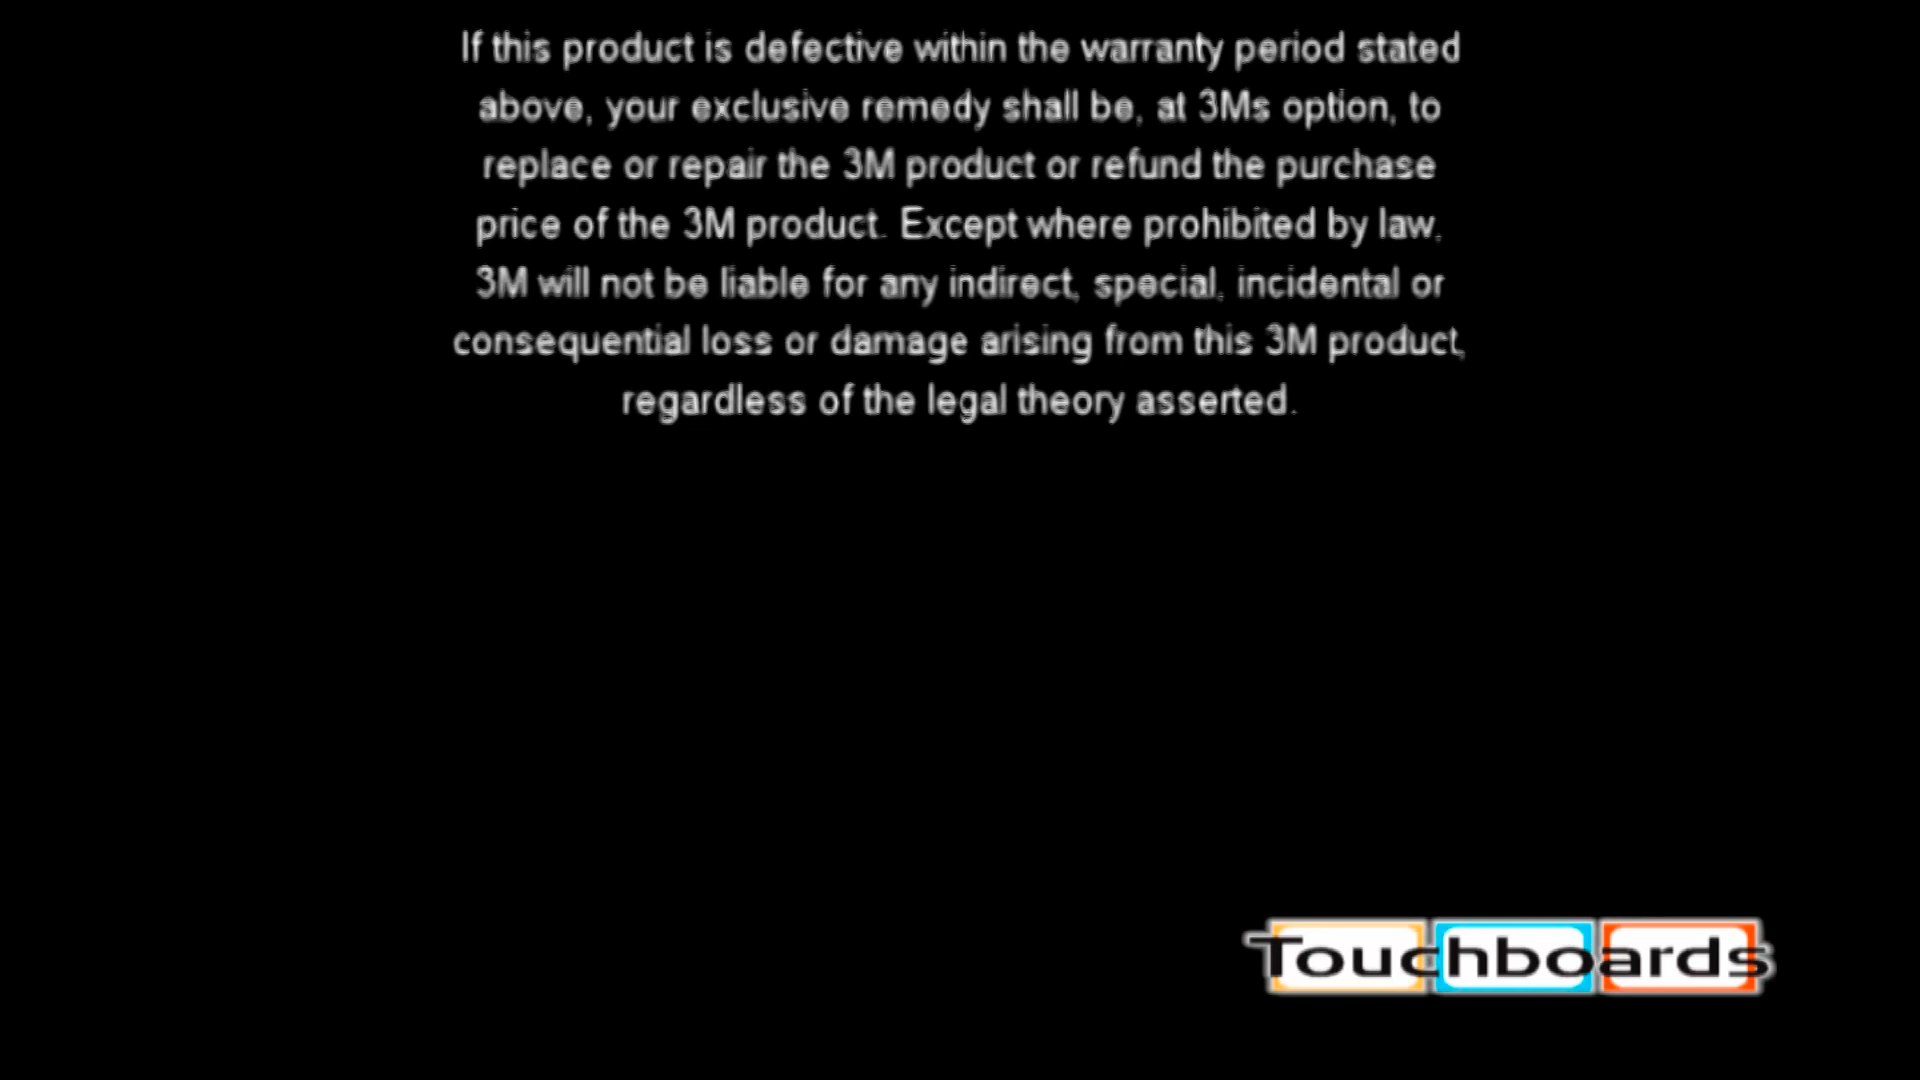 If this product is defective within the warranty period stated
above, your exclusive remedy shall be, at 3Ms option, to
replace or repair the 3M product or refund the purchase
price of the 3M product. Except where prohibited by law,
3M will not be liable for any indirect, special, incidental or
consequential loss or damage arising from this 3M product,
regardless of the legal theory asserted.
Touchboards